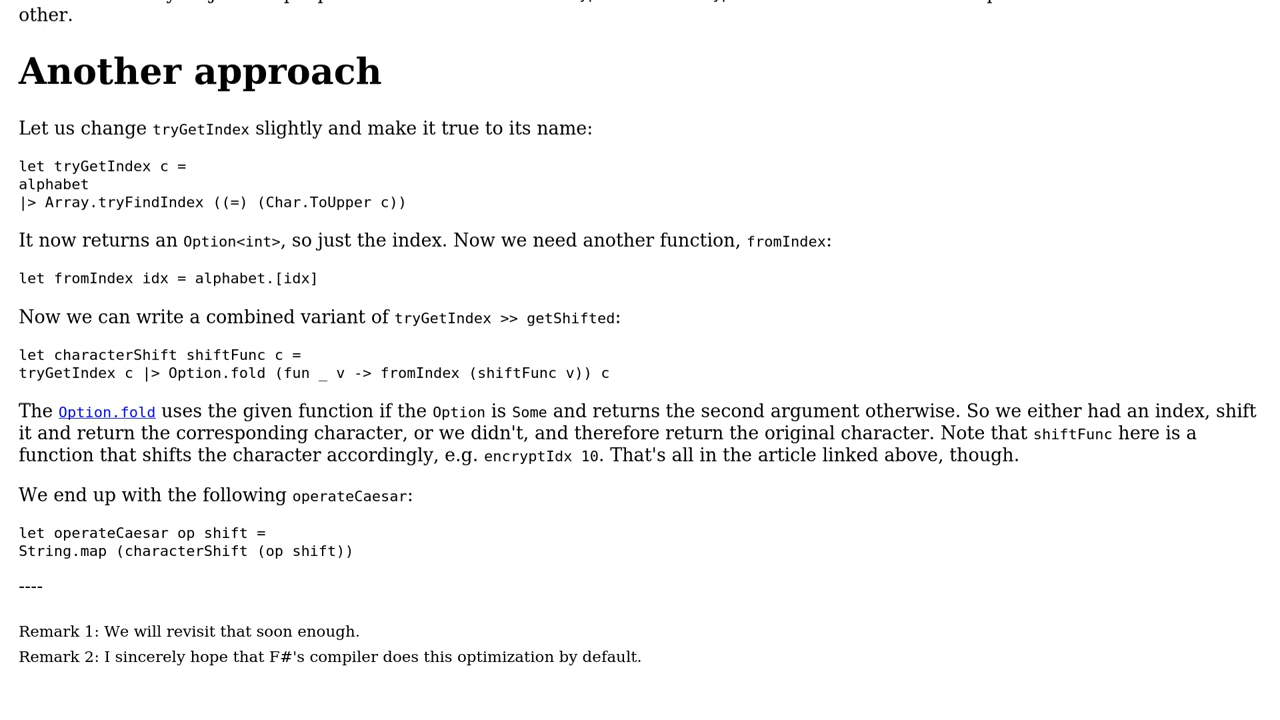 other.
Another approach
Let us change tryGetIndex slightly and make it true to its name:
let tryGetIndex c =
alphabet
|> Array.tryFindIndex ((=) (Char.ToUpper c))
It now returns an Option<int>, so just the index. Now we need another function, fromIndex:
let fromIndex idx = alphabet.[idx]
Now we can write a combined variant of tryGetIndex >> getShifted:
let characterShift shiftFunc c =
tryGetIndex c |> Option.fold (fun _ v -> fromIndex (shiftFunc v)) c
The Option.fold uses the given function if the Option is Some and returns the second argument otherwise. So we either had an index, shift
it and return the corresponding character, or we didn't, and therefore return the original character. Note that shiftFunc here is a
function that shifts the character accordingly, e.g. encryptIdx 10. That's all in the article linked above, though.
We end up with the following operateCaesar:
let operateCaesar op shift =
String.map (characterShift (op shift))
----
Remark 1: We will revisit that soon enough.
Remark 2: I sincerely hope that F#'s compiler does this optimization by default.